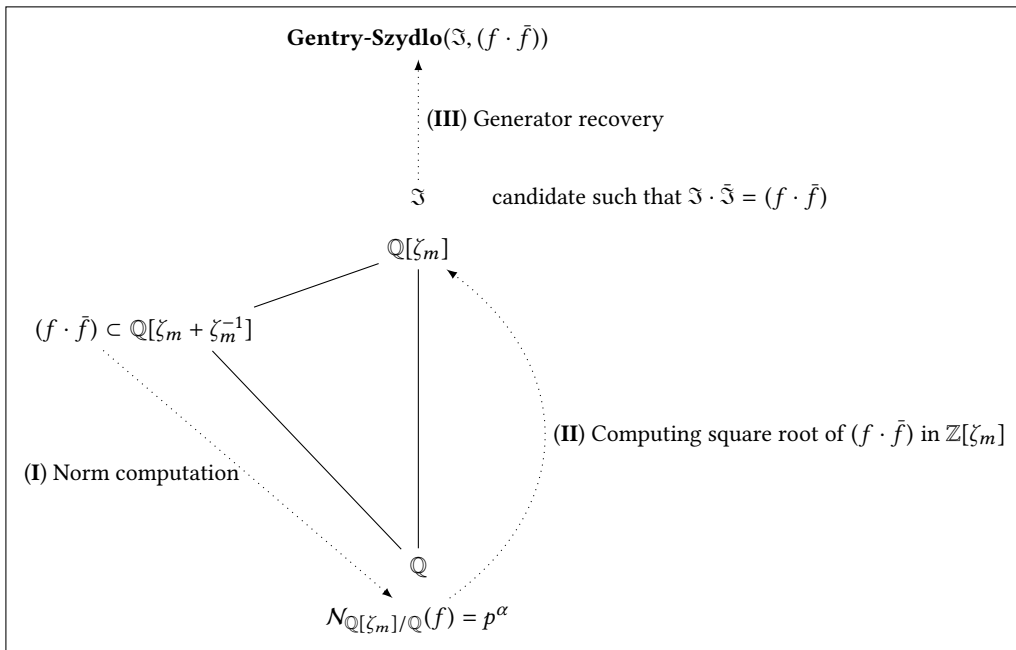 Gentry-Szydlo(ℑ, (f · f̄))
(III) Generator recovery
ℑ candidate such that ℑ · ℑ̄ = (f · f̄)
ℚ[ζ_m]
(f · f̄) ⊂ ℚ[ζ_m + ζ_m^{-1}]
(II) Computing square root of (f · f̄) in ℤ[ζ_m]
(I) Norm computation
ℚ
𝒩_{ℚ[ζ_m]/ℚ}(f) = p^α